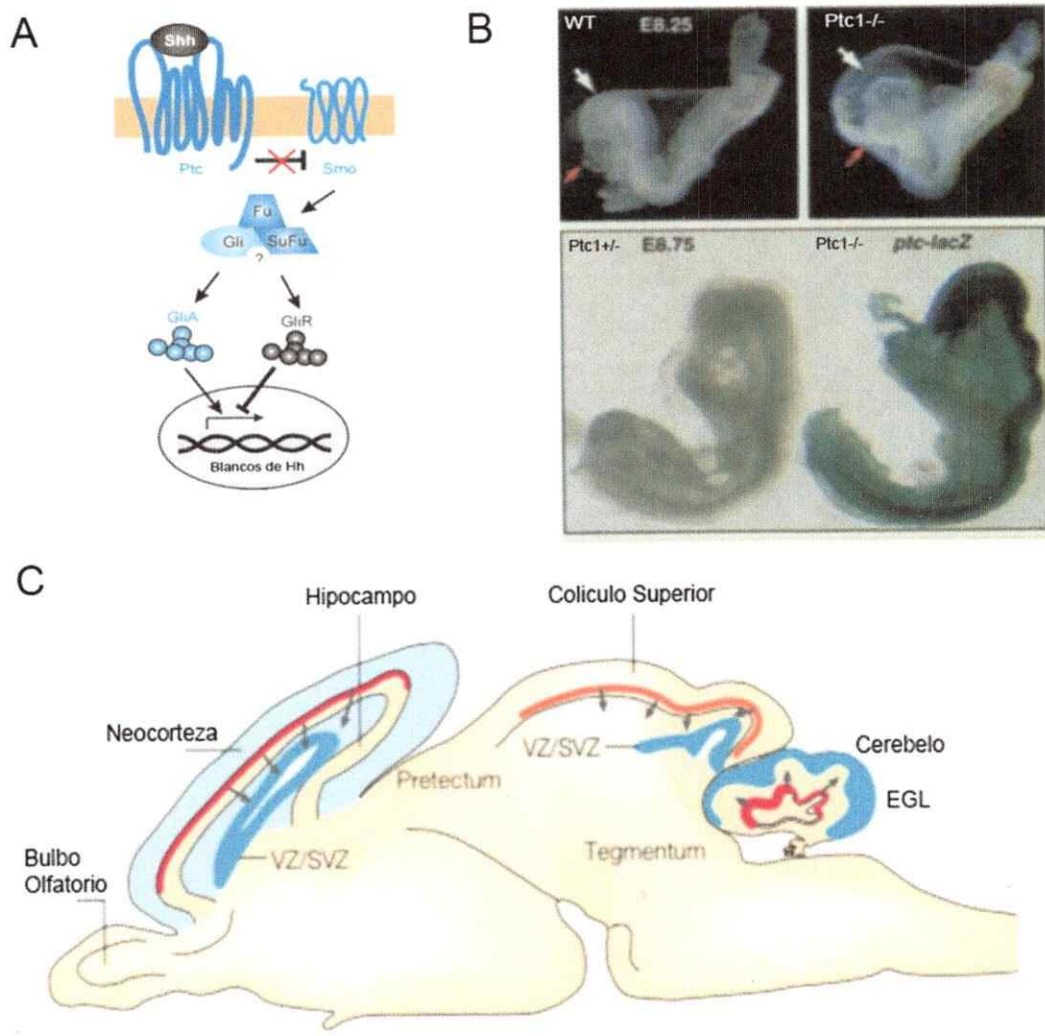 A
Shh
Ptc
Smo
Fu
Gli
SuFu
?
GliA
GliR
Blancos de Hh
B
WT
E8.25
Ptc1-/-
Ptc1+/-
E8.75
Ptc1-/-
ptc-lacZ
C
Hipocampo
Coliculo Superior
Neocorteza
VZ/SVZ
Pretectum
Cerebelo
EGL
VZ/SVZ
Tegmentum
Bulbo
Olfatorio